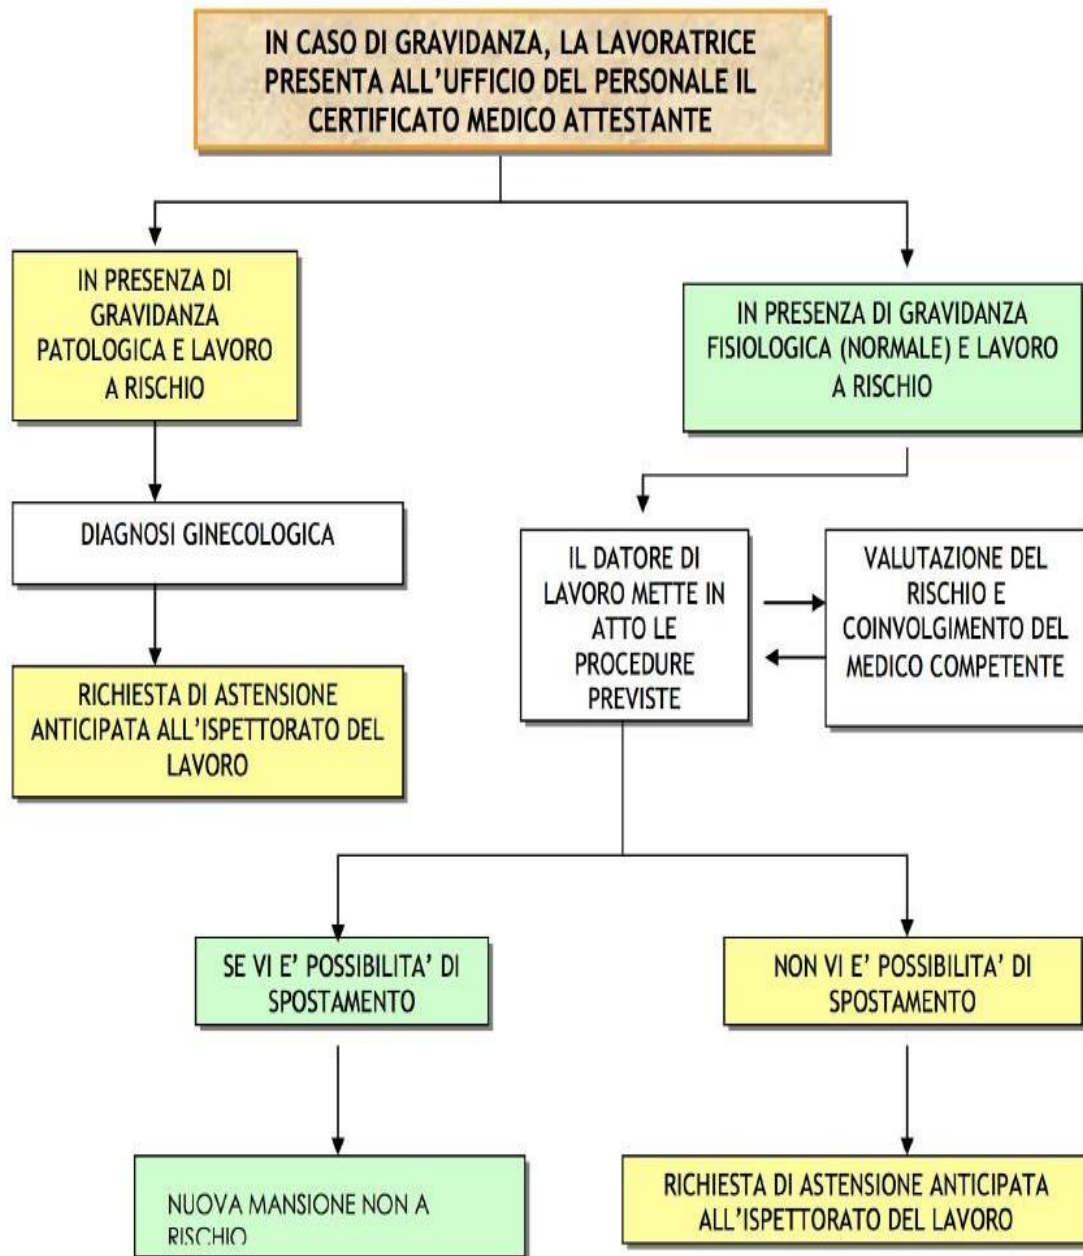 IN CASO DI GRAVIDANZA, LA LAVORATRICE
PRESENTA ALL'UFFICIO DEL PERSONALE IL
CERTIFICATO MEDICO ATTESTANTE
IN PRESENZA DI
GRAVIDANZA
PATOLOGICA E LAVORO
A RISCHIO
IN PRESENZA DI GRAVIDANZA
FISIOLOGICA (NORMALE) E LAVORO
A RISCHIO
DIAGNOSI GINECOLOGICA
IL DATORE DI
LAVORO METTE IN
ATTO LE
PROCEDURE
PREVISTE
VALUTAZIONE DEL
RISCHIO E
COINVOLGIMENTO DEL
MEDICO COMPETENTE
RICHIESTA DI ASTENSIONE
ANTICIPATA ALL'ISPETTORATO DEL
LAVORO
SE VI E' POSSIBILITA' DI
SPOSTAMENTO
NON VI E' POSSIBILITA' DI
SPOSTAMENTO
NUOVA MANSIONE NON A
RISCHIO
RICHIESTA DI ASTENSIONE ANTICIPATA
ALL'ISPETTORATO DEL LAVORO